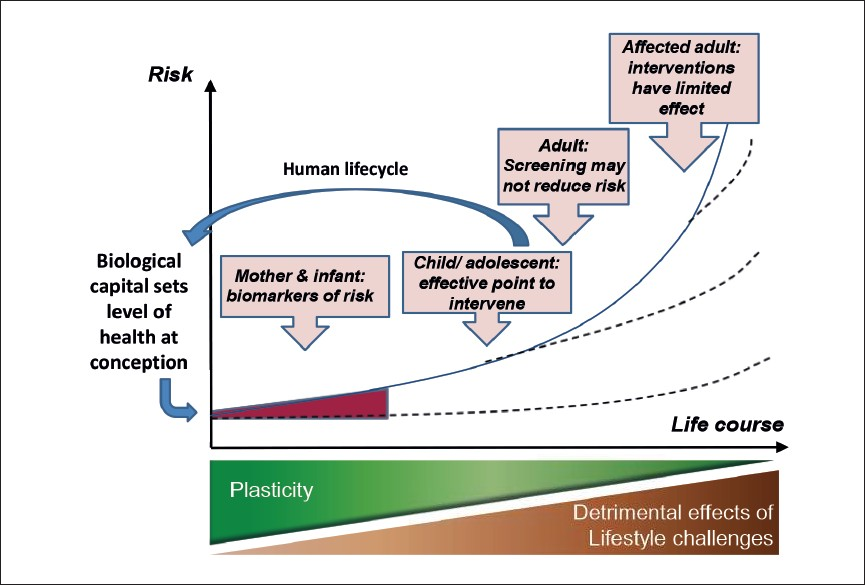 Risk
Affected adult:
interventions
have limited
effect
Adult:
Screening may
not reduce risk
Human lifecycle
Biological
capital sets
level of
health at
conception
Mother & infant:
biomarkers of risk
Child/ adolescent:
effective point to
intervene
Life course
Plasticity
Detrimental effects of
Lifestyle challenges